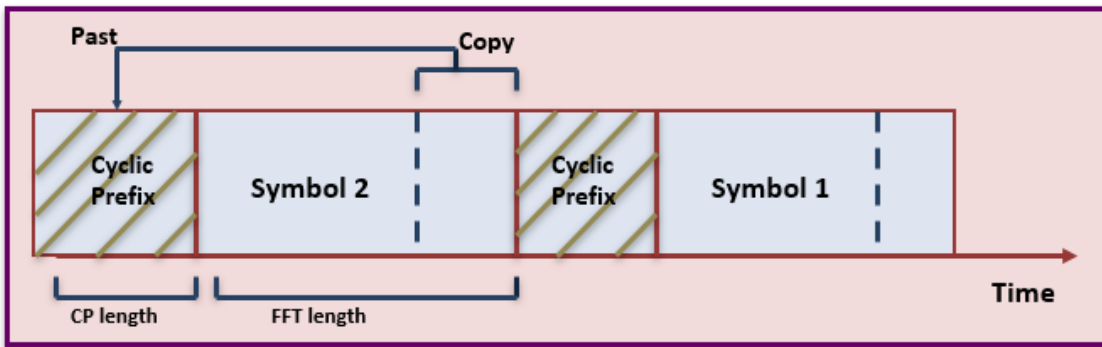 Past
Copy
Cyclic
Prefix
Symbol 2
Cyclic
Prefix
Symbol 1
Time
CP length
FFT length